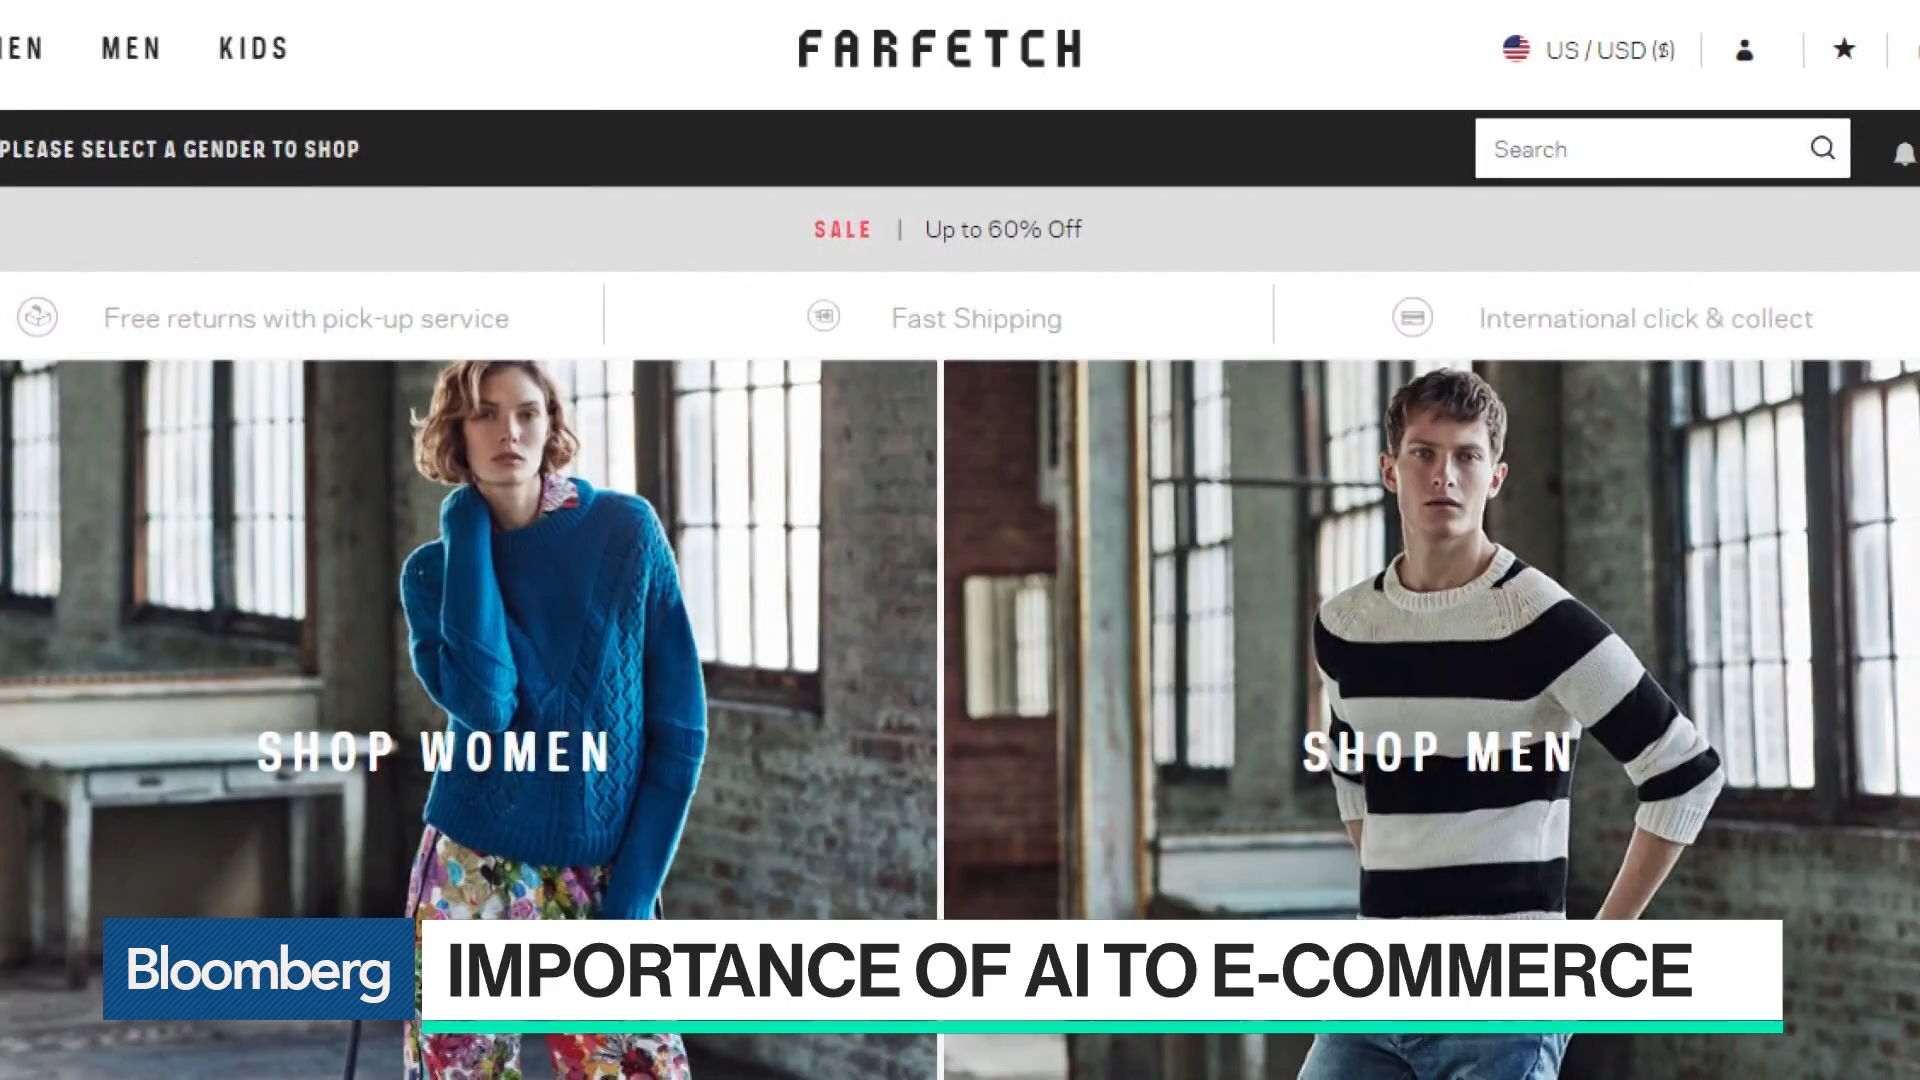 IEN MEN KIDS
FARFETCH
US / USD ($)
PLEASE SELECT A GENDER TO SHOP
Search
SALE | Up to 60% Off
Free returns with pick-up service
Fast Shipping
International click & collect
SHOP WOMEN
SHOP MEN
Bloomberg
IMPORTANCE OF AI TO E-COMMERCE